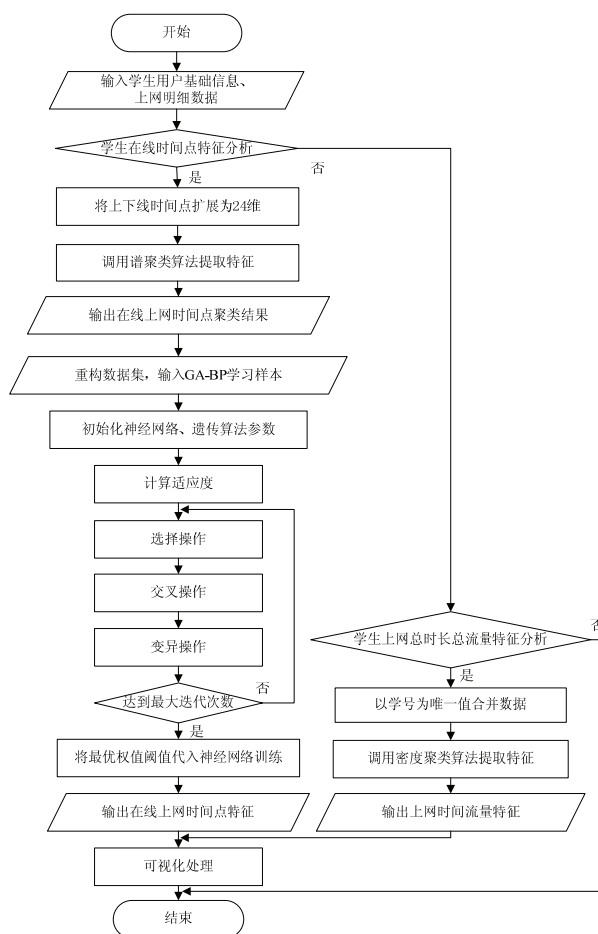 开始
输入学生用户基础信息、
上网明细数据
学生在线时间点特征分析
否
是
将上下线时间点扩展为24维
调用谱聚类算法提取特征
输出在线上网时间点聚类结果
重构数据集，输入GA-BP学习样本
初始化神经网络、遗传算法参数
计算适应度
选择操作
交叉操作
变异操作
达到最大迭代次数
否
是
将最优权值阈值代入神经网络训练
输出在线上网时间点特征
学生上网总时长总流量特征分析
否
是
以学号为唯一值合并数据
调用密度聚类算法提取特征
输出上网时间流量特征
可视化处理
结束